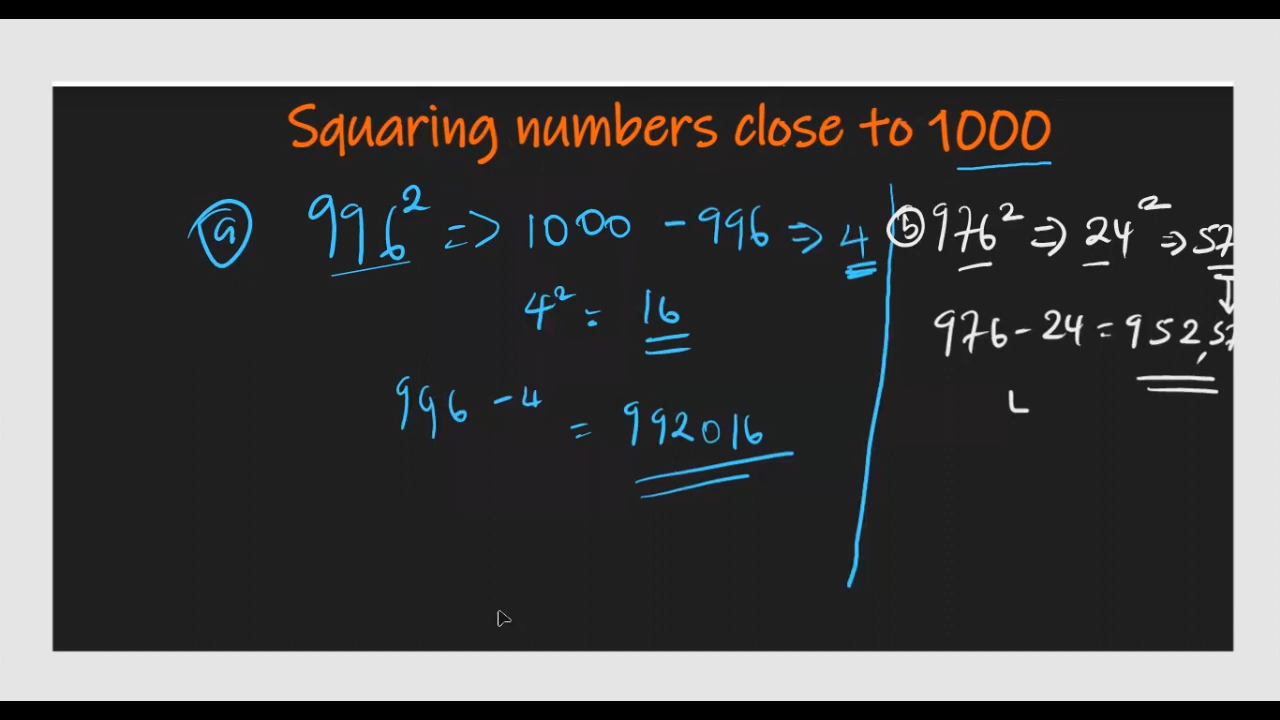 Squaring numbers close to 1000
(a) 996² => 1000 - 996 => 4
4² = 16
996 - 4 = 992016
(b) 976² => 24² => 57
976 - 24 = 952,57